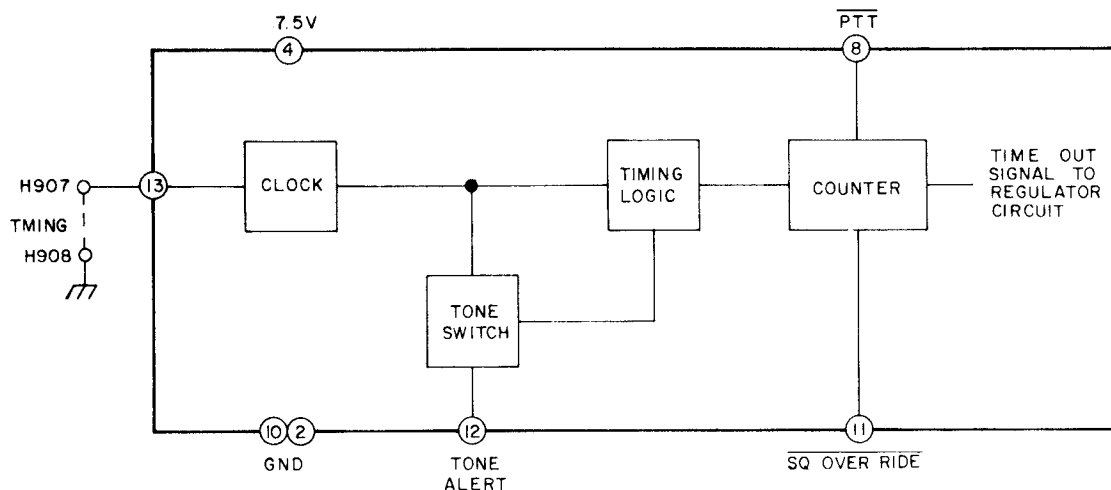 7.5V
4
PTT
8
H907
13
CLOCK
TIMING
LOGIC
COUNTER
TIME OUT
SIGNAL TO
REGULATOR
CIRCUIT
TMING
H908
TONE
SWITCH
10 2
12
11
GND
TONE
ALERT
SQ OVER RIDE